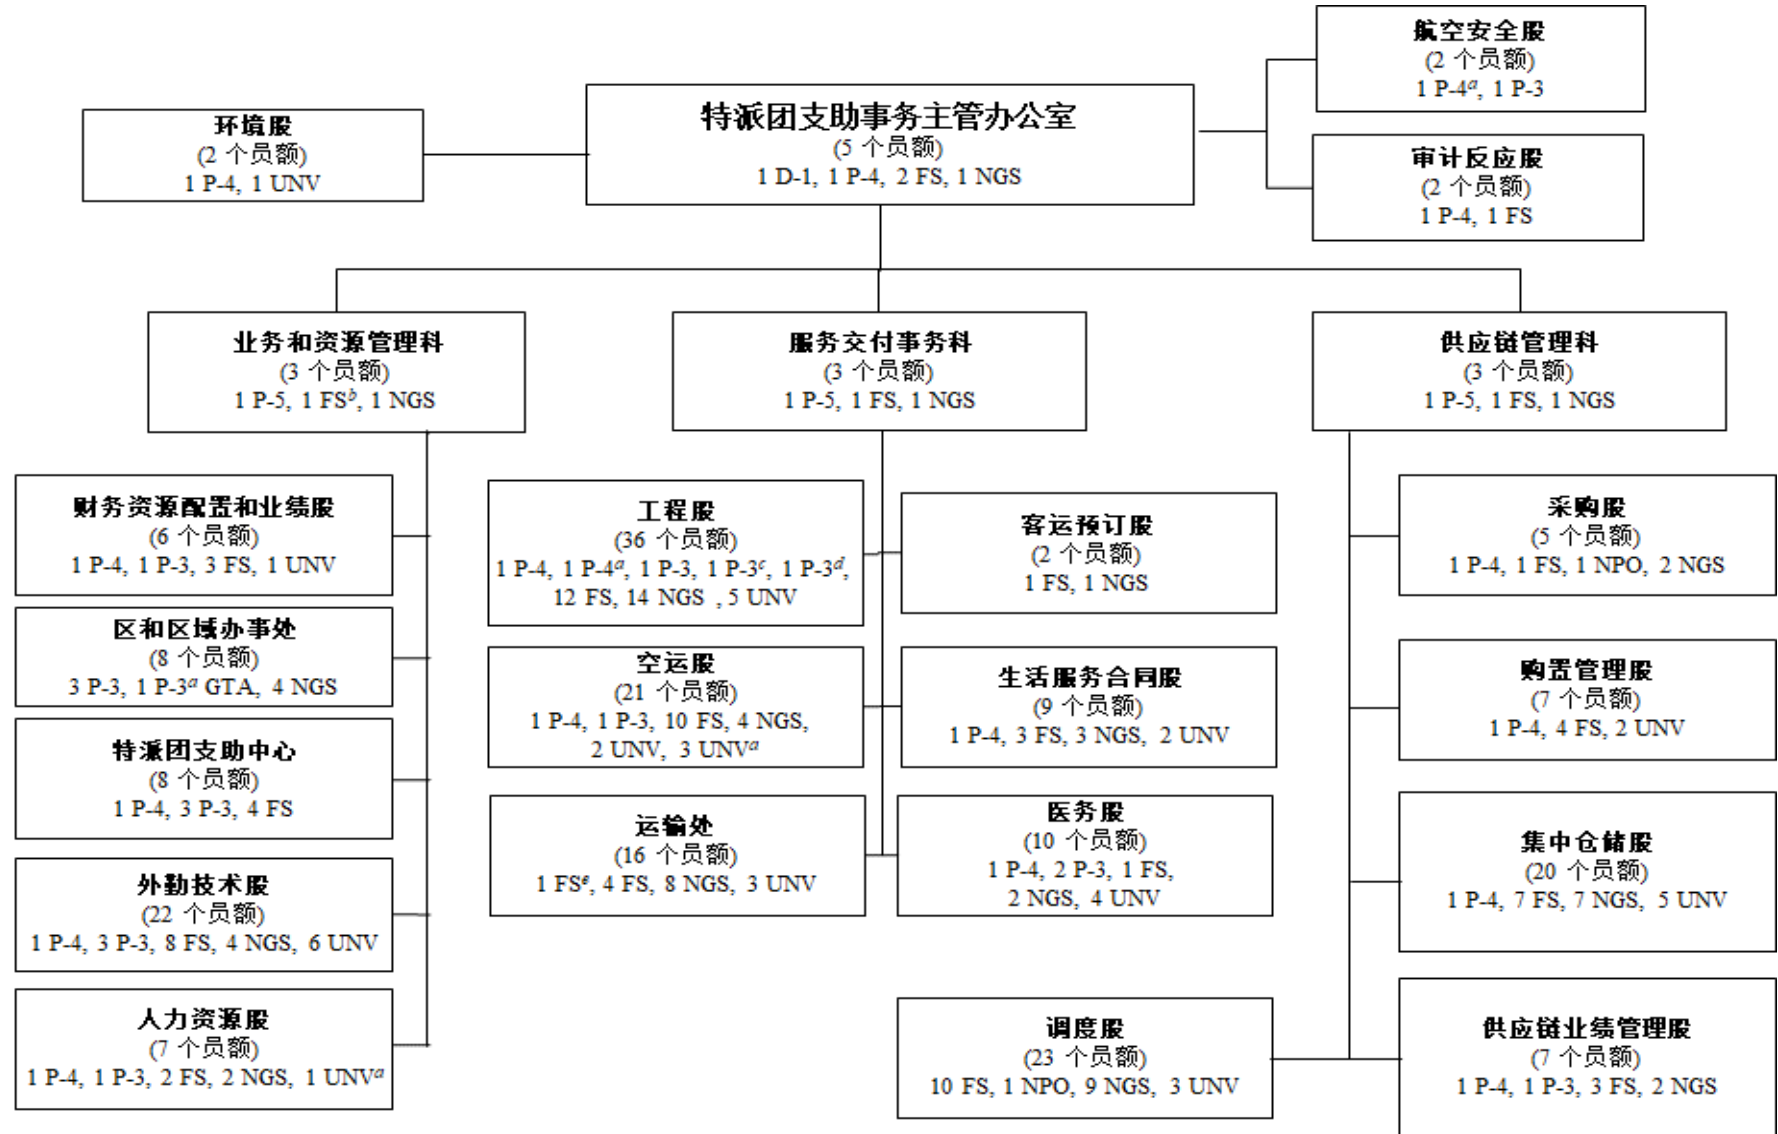 航空安全股
(2 个员额)
1 P-4ᵃ, 1 P-3
特派团支助事务主管办公室
(5 个员额)
1 D-1, 1 P-4, 2 FS, 1 NGS
环境股
(2 个员额)
1 P-4, 1 UNV
审计反应股
(2 个员额)
1 P-4, 1 FS
业务和资源管理科
(3 个员额)
1 P-5, 1 FSᵇ, 1 NGS
服务交付事务科
(3 个员额)
1 P-5, 1 FS, 1 NGS
供应链管理科
(3 个员额)
1 P-5, 1 FS, 1 NGS
财务资源配置和业绩股
(6 个员额)
1 P-4, 1 P-3, 3 FS, 1 UNV
区和区域办事处
(8 个员额)
3 P-3, 1 P-3ᵃ GTA, 4 NGS
特派团支助中心
(8 个员额)
1 P-4, 3 P-3, 4 FS
外勤技术股
(22 个员额)
1 P-4, 3 P-3, 8 FS, 4 NGS, 6 UNV
人力资源股
(7 个员额)
1 P-4, 1 P-3, 2 FS, 2 NGS, 1 UNVᵃ
工程股
(36 个员额)
1 P-4, 1 P-4ᵃ, 1 P-3, 1 P-3ᶜ, 1 P-3ᵈ,
12 FS, 14 NGS , 5 UNV
客运预订股
(2 个员额)
1 FS, 1 NGS
空运股
(21 个员额)
1 P-4, 1 P-3, 10 FS, 4 NGS,
2 UNV, 3 UNVᵃ
生活服务合同股
(9 个员额)
1 P-4, 3 FS, 3 NGS, 2 UNV
运输处
(16 个员额)
1 FSᵉ, 4 FS, 8 NGS, 3 UNV
医务股
(10 个员额)
1 P-4, 2 P-3, 1 FS,
2 NGS, 4 UNV
采购股
(5 个员额)
1 P-4, 1 FS, 1 NPO, 2 NGS
购置管理股
(7 个员额)
1 P-4, 4 FS, 2 UNV
集中仓储股
(20 个员额)
1 P-4, 7 FS, 7 NGS, 5 UNV
调度股
(23 个员额)
10 FS, 1 NPO, 9 NGS, 3 UNV
供应链业绩管理股
(7 个员额)
1 P-4, 1 P-3, 3 FS, 2 NGS